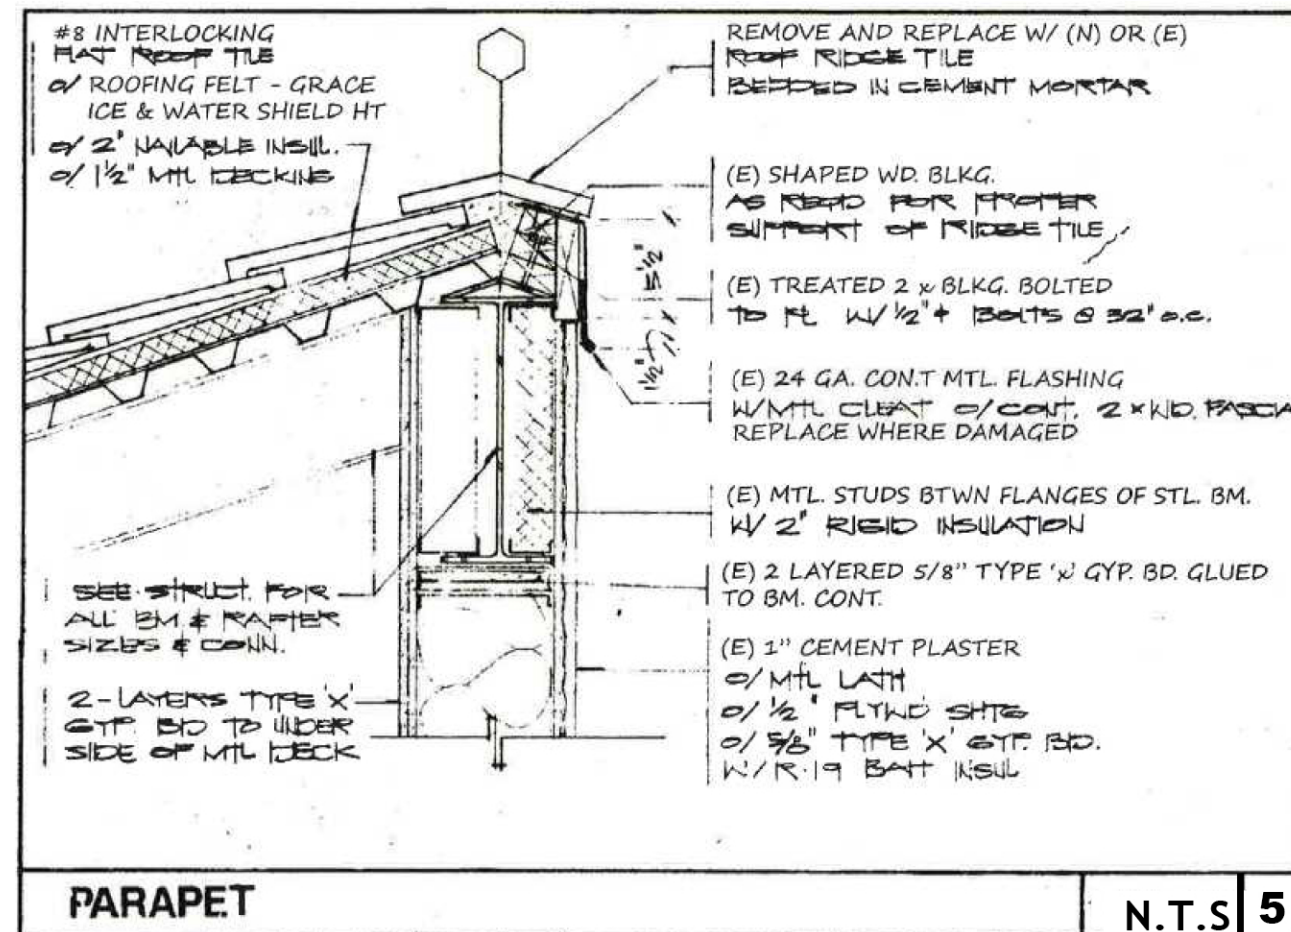 #8 INTERLOCKING
FLAT ROOF TILE
O/ ROOFING FELT - GRACE
ICE & WATER SHIELD HT
O/ 2" NAILABLE INSUL.
O/ 1½" MTL DECKING
SEE STRUCT. FOR
ALL BM & RAFTER
SIZES & CONN.
2-LAYERS TYPE 'X'
GYP. BD TO UNDER
SIDE OF MTL DECK
REMOVE AND REPLACE W/ (N) OR (E)
ROOF RIDGE TILE
BEDDED IN CEMENT MORTAR
(E) SHAPED WD. BLKG.
AS REQ'D FOR PROPER
SUPPORT OF RIDGE TILE
(E) TREATED 2 x BLKG. BOLTED
TO PL W/ ½" ϕ BOLTS @ 32" o.c.
(E) 24 GA. CON.T MTL. FLASHING
W/MTL CLEAT O/CONT. 2 x WD. FASCIA
REPLACE WHERE DAMAGED
(E) MTL. STUDS BTWN FLANGES OF STL. BM.
W/ 2" RIGID INSULATION
(E) 2 LAYERED 5/8" TYPE 'X' GYP. BD. GLUED
TO BM. CONT.
(E) 1" CEMENT PLASTER
O/ MTL LATH
O/ ½" PLYWD SHTG
O/ 5/8" TYPE 'X' GYP. BD.
W/ R-19 BATT INSUL
5½"
1½"
PARAPET
N.T.S
5